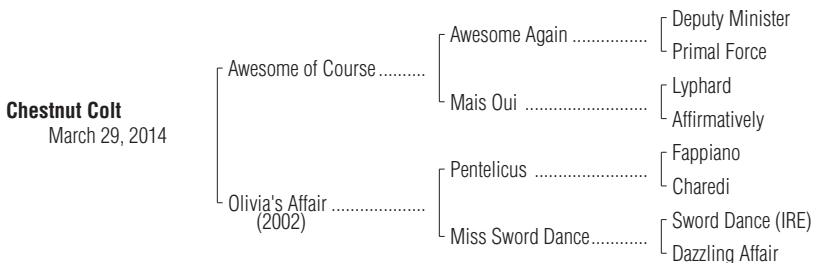 Deputy Minister
Awesome Again ...............
Primal Force
Awesome of Course ..........
Lyphard
Mais Oui ........................
Affirmatively
Chestnut Colt
March 29, 2014
Fappiano
Pentelicus ......................
Charedi
Olivia's Affair ....................
(2002)
Sword Dance (IRE)
Miss Sword Dance............
Dazzling Affair